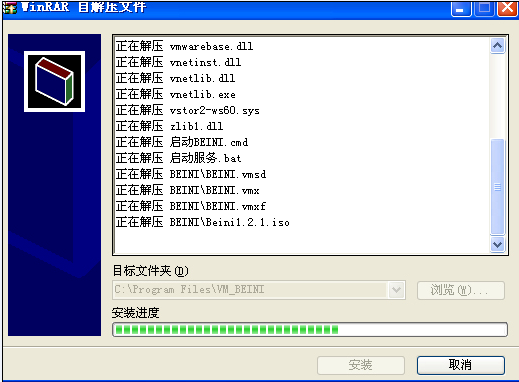 WinRAR 自解压文件
正在解压 vmwarebase.dll
正在解压 vnetinst.dll
正在解压 vnetlib.dll
正在解压 vnetlib.exe
正在解压 vstor2-ws60.sys
正在解压 zlib1.dll
正在解压 启动BEINI.cmd
正在解压 启动服务.bat
正在解压 BEINI\BEINI.vmsd
正在解压 BEINI\BEINI.vmx
正在解压 BEINI\BEINI.vmxf
正在解压 BEINI\Beini1.2.1.iso
目标文件夹(D)
C:\Program Files\VM_BEINI
浏览(W)...
安装进度
安装
取消